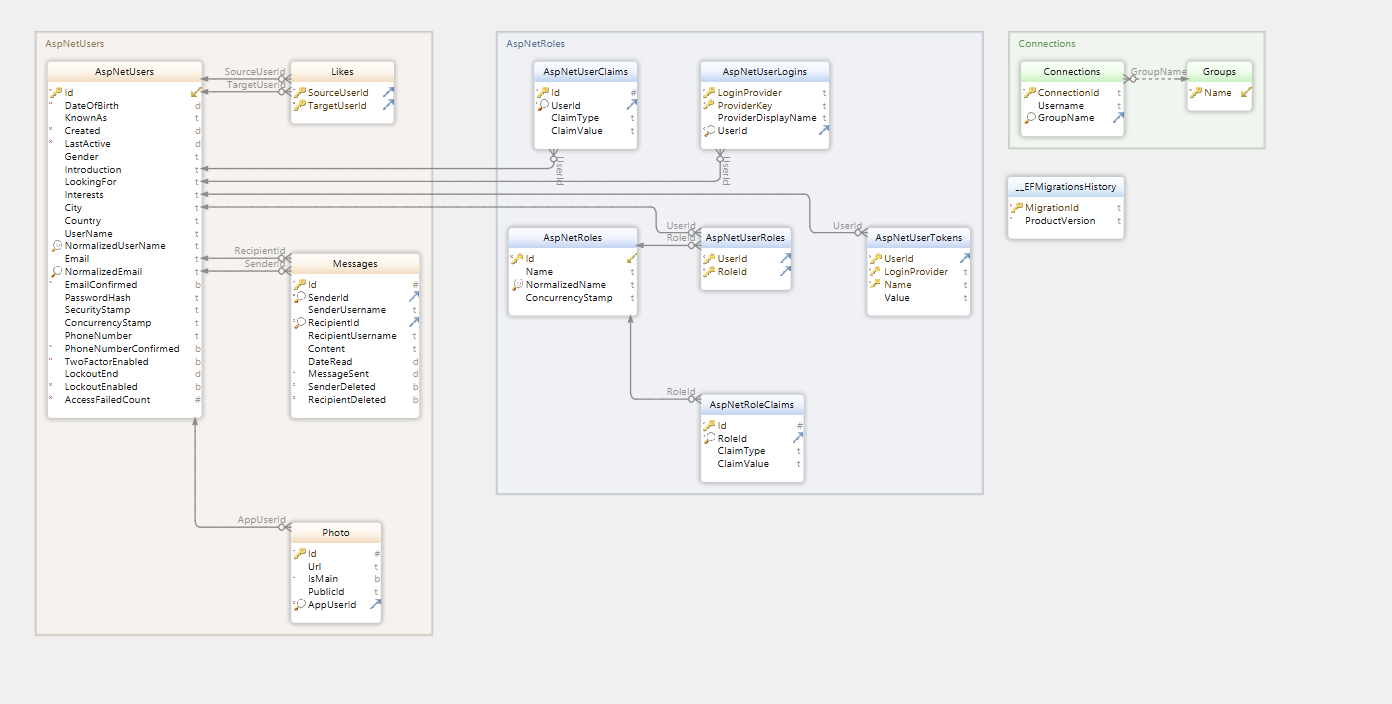 AspNetUsers
AspNetUsers
Id
DateOfBirth d
KnownAs t
Created d
LastActive d
Gender t
Introduction t
LookingFor t
Interests t
City t
Country t
UserName t
NormalizedUserName t
Email t
NormalizedEmail t
EmailConfirmed b
PasswordHash t
SecurityStamp t
ConcurrencyStamp t
PhoneNumber t
PhoneNumberConfirmed b
TwoFactorEnabled b
LockoutEnd d
LockoutEnabled b
AccessFailedCount #
SourceUserId
TargetUserId
Likes
SourceUserId
TargetUserId
RecipientId
SenderId
Messages
Id #
SenderId
SenderUsername t
RecipientId
RecipientUsername t
Content t
DateRead d
MessageSent d
SenderDeleted b
RecipientDeleted b
AppUserId
Photo
Id #
Url t
IsMain b
PublicId t
AppUserId
AspNetRoles
AspNetUserClaims
Id #
UserId
ClaimType t
ClaimValue t
UserId
AspNetUserLogins
LoginProvider t
ProviderKey t
ProviderDisplayName t
UserId
UserId
AspNetRoles
Id
Name t
NormalizedName t
ConcurrencyStamp t
UserId
RoleId
AspNetUserRoles
UserId
RoleId
UserId
AspNetUserTokens
UserId
LoginProvider t
Name t
Value t
RoleId
AspNetRoleClaims
Id #
RoleId
ClaimType t
ClaimValue t
Connections
Connections
ConnectionId t
Username t
GroupName
GroupName
Groups
Name
__EFMigrationsHistory
MigrationId t
ProductVersion t